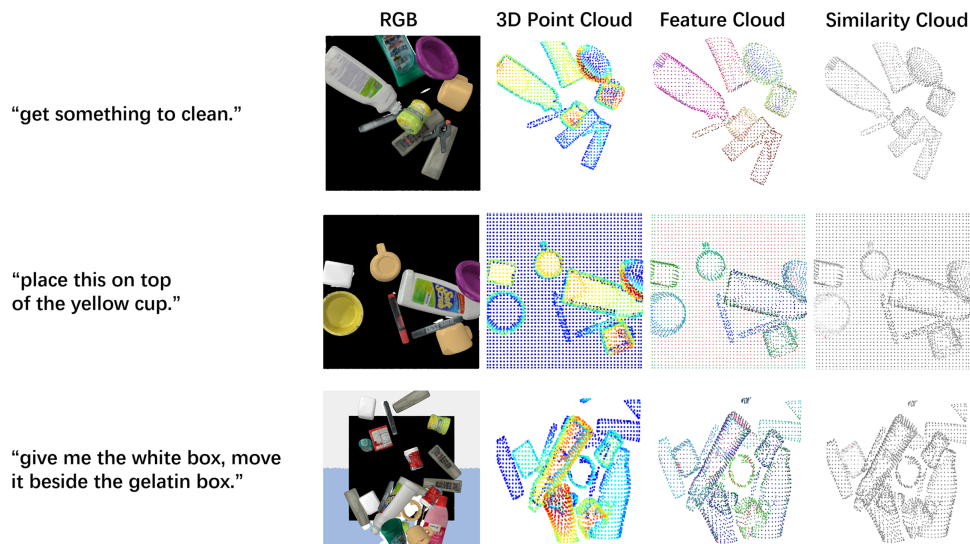 RGB
3D Point Cloud
Feature Cloud
Similarity Cloud
“get something to clean.”
“place this on top
of the yellow cup.”
“give me the white box, move
it beside the gelatin box.”